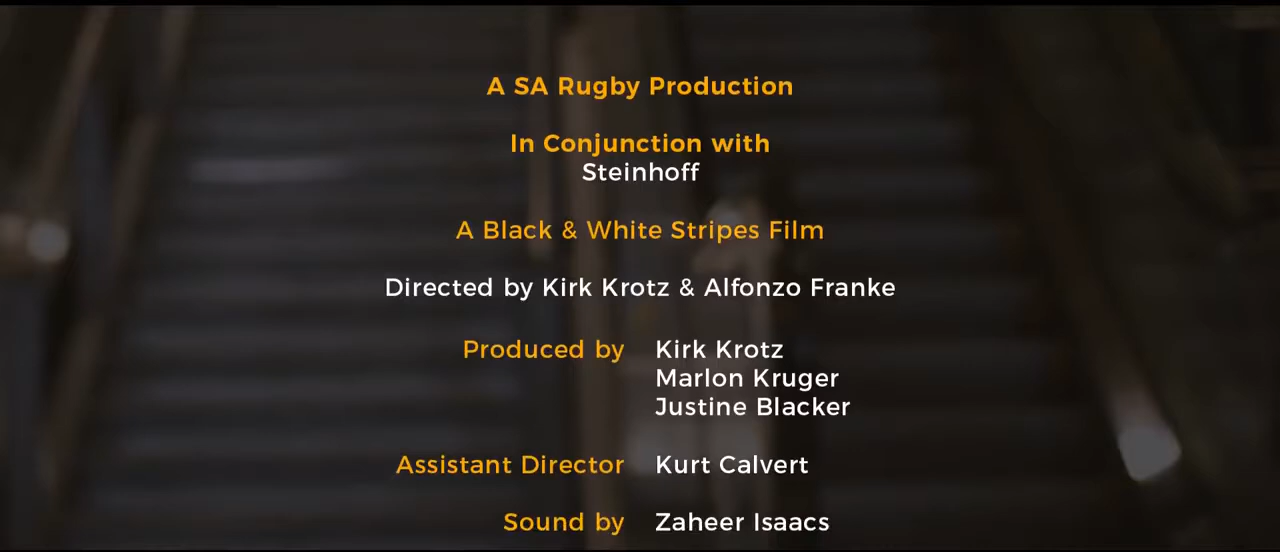 A SA Rugby Production
In Conjunction with
Steinhoff
A Black & White Stripes Film
Directed by Kirk Krotz & Alfonzo Franke
Produced by Kirk Krotz
Marlon Kruger
Justine Blacker
Assistant Director Kurt Calvert
Sound by Zaheer Isaacs